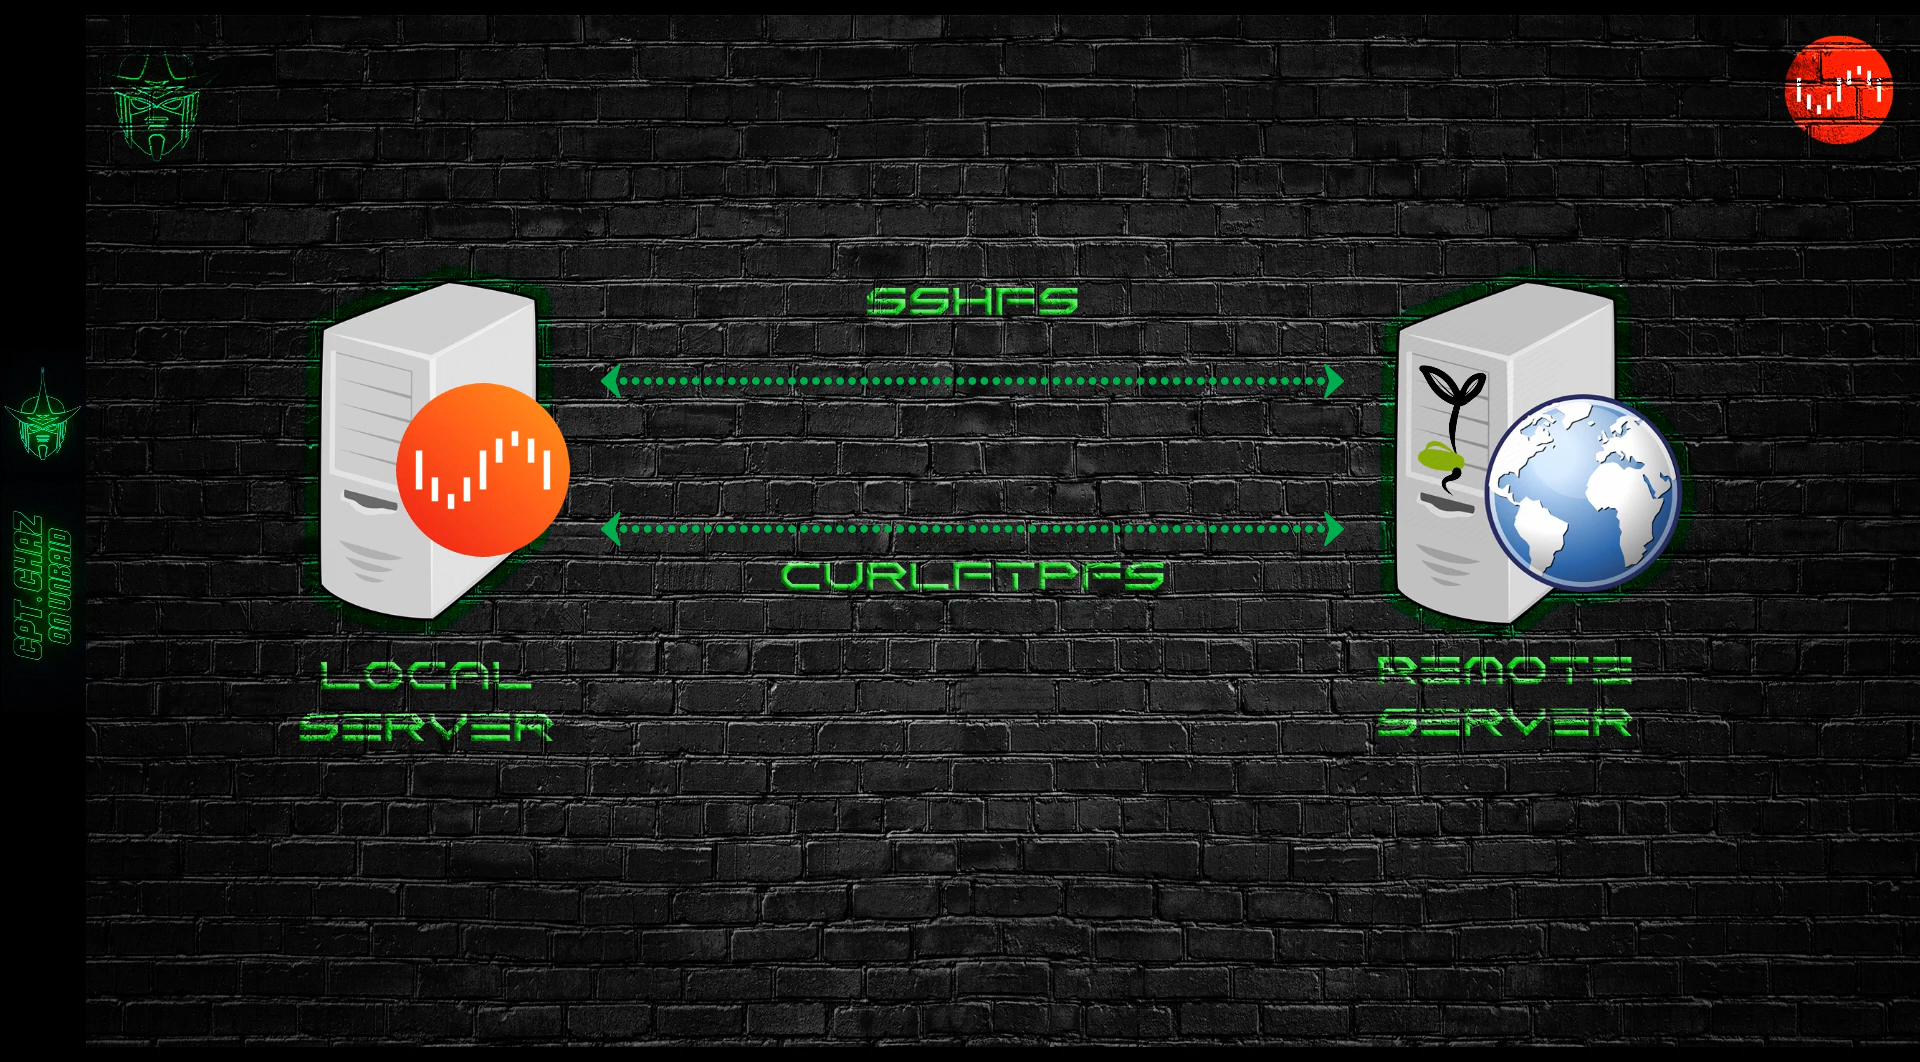 SSHFS
CURLFTPFS
LOCAL
SERVER
REMOTE
SERVER
CPT.CHAZ
ON UNRAID